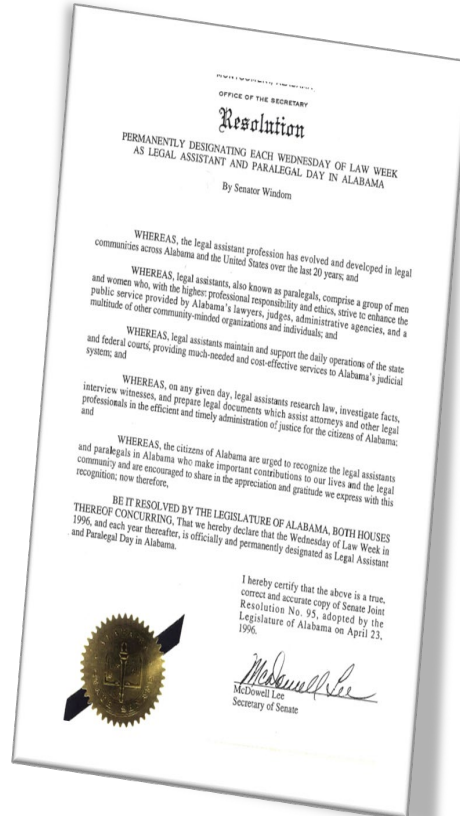 OFFICE OF THE SECRETARY
Resolution
PERMANENTLY DESIGNATING EACH WEDNESDAY OF LAW WEEK
AS LEGAL ASSISTANT AND PARALEGAL DAY IN ALABAMA
By Senator Windom
WHEREAS, the legal assistant profession has evolved and developed in legal
communities across Alabama and the United States over the last 20 years; and
WHEREAS, legal assistants, also known as paralegals, comprise a group of men
and women who, with the highest professional responsibility and ethics, strive to enhance the
public service provided by Alabama's lawyers, judges, administrative agencies, and a
multitude of other community-minded organizations and individuals; and
WHEREAS, legal assistants maintain and support the daily operations of the state
and federal courts, providing much-needed and cost-effective services to Alabama's judicial
system; and
WHEREAS, on any given day, legal assistants research law, investigate facts,
interview witnesses, and prepare legal documents which assist attorneys and other legal
professionals in the efficient and timely administration of justice for the citizens of Alabama;
and
WHEREAS, the citizens of Alabama are urged to recognize the legal assistants
and paralegals in Alabama who make important contributions to our lives and the legal
community and are encouraged to share in the appreciation and gratitude we express with this
recognition; now therefore,
BE IT RESOLVED BY THE LEGISLATURE OF ALABAMA, BOTH HOUSES
THEREOF CONCURRING, That we hereby declare that the Wednesday of Law Week in
1996, and each year thereafter, is officially and permanently designated as Legal Assistant
and Paralegal Day in Alabama.
I hereby certify that the above is a true,
correct and accurate copy of Senate Joint
Resolution No. 95, adopted by the
Legislature of Alabama on April 23,
1996.
McDowell Lee
McDowell Lee
Secretary of Senate